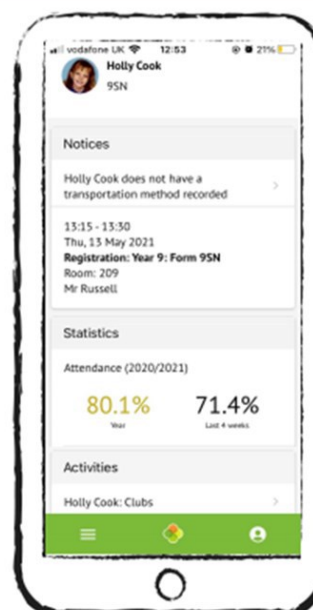 vodafone UK 12:53 21%
Holly Cook
9SN
Notices
Holly Cook does not have a
transportation method recorded
13:15 - 13:30
Thu, 13 May 2021
Registration: Year 9: Form 9SN
Room: 209
Mr Russell
Statistics
Attendance (2020/2021)
80.1% 71.4%
Year Last 4 weeks
Activities
Holly Cook: Clubs